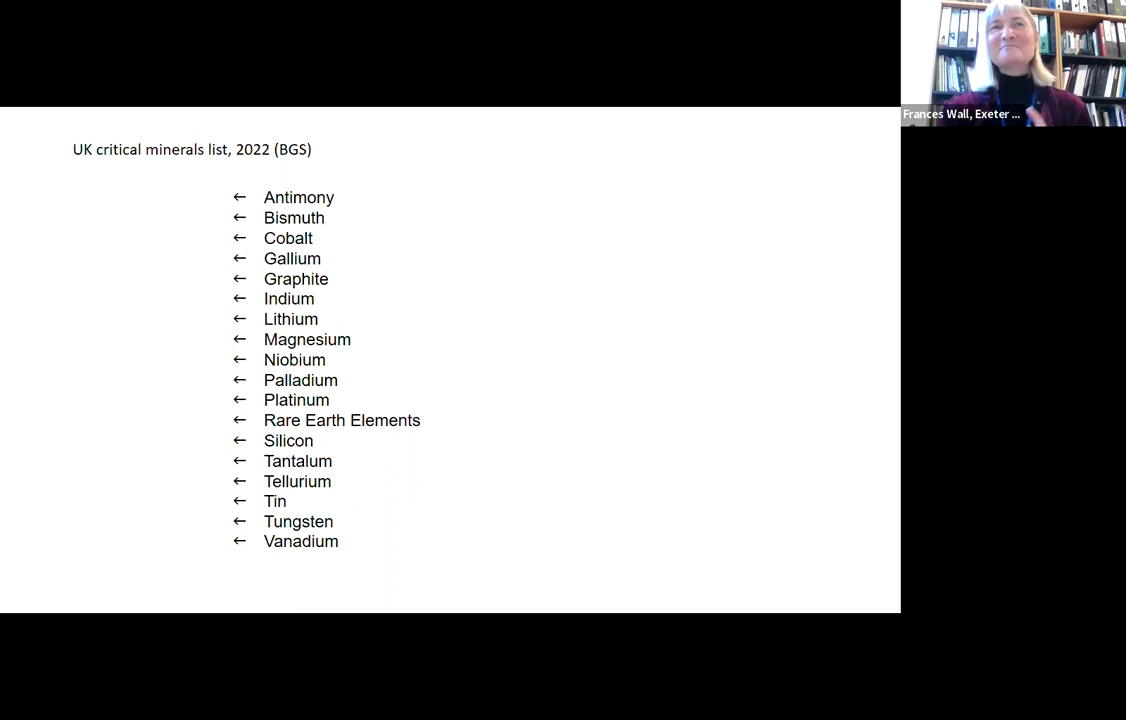 UK critical minerals list, 2022 (BGS)
← Antimony
← Bismuth
← Cobalt
← Gallium
← Graphite
← Indium
← Lithium
← Magnesium
← Niobium
← Palladium
← Platinum
← Rare Earth Elements
← Silicon
← Tantalum
← Tellurium
← Tin
← Tungsten
← Vanadium
Frances Wall, Exeter ...